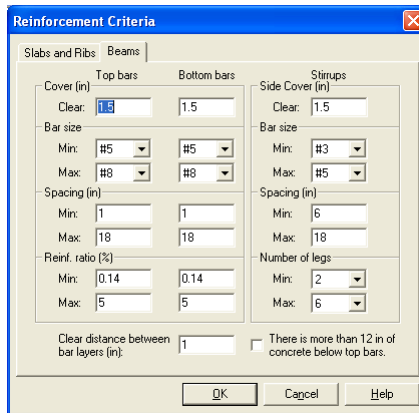 Reinforcement Criteria
Slabs and Ribs Beams
Top bars Bottom bars Stirrups
Cover (in) Side Cover (in)
Clear: 1.5 1.5 Clear: 1.5
Bar size Bar size
Min: #5 #5 Min: #3
Max: #8 #8 Max: #5
Spacing (in) Spacing (in)
Min: 1 1 Min: 6
Max: 18 18 Max: 18
Reinf. ratio (%) Number of legs
Min: 0.14 0.14 Min: 2
Max: 5 5 Max: 6
Clear distance between 1 There is more than 12 in of
bar layers (in): concrete below top bars.
OK Cancel Help